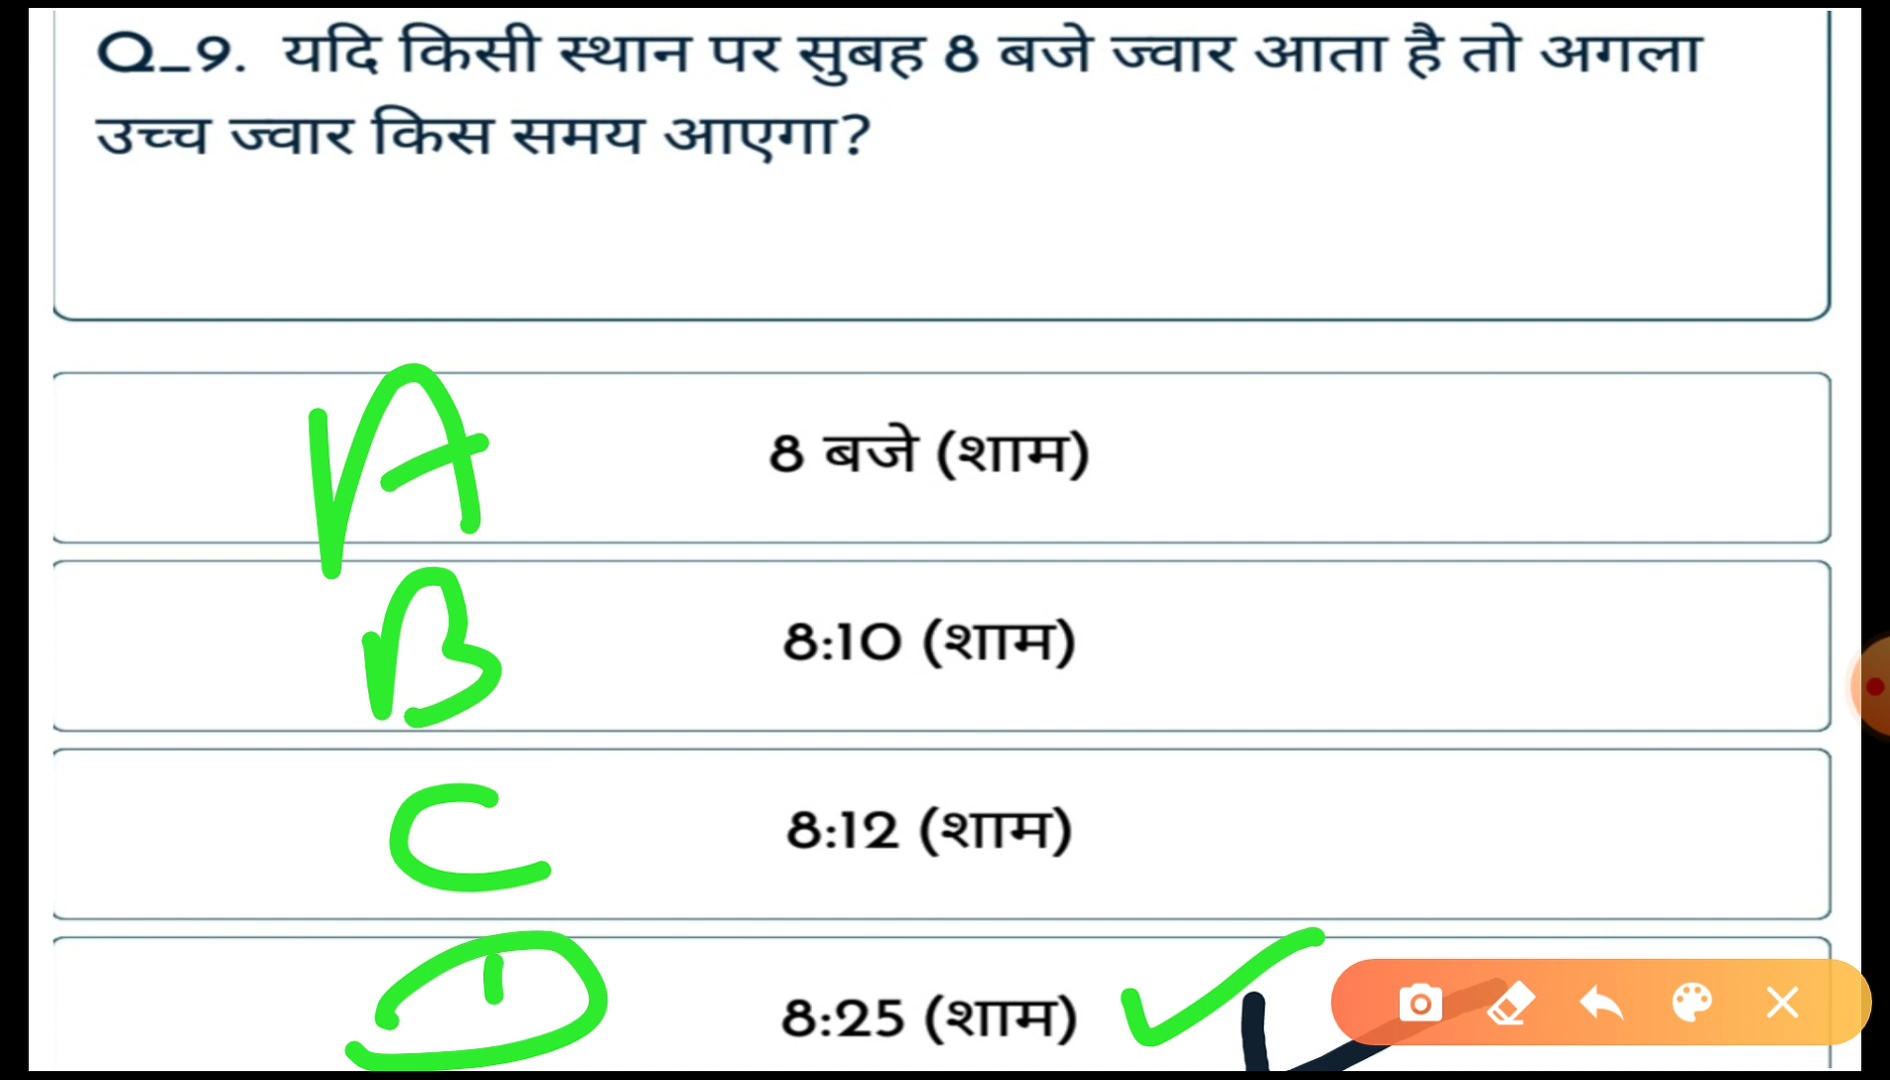 Q_9. यदि किसी स्थान पर सुबह 8 बजे ज्वार आता है तो अगला
उच्च ज्वार किस समय आएगा?
A 8 बजे (शाम)
B 8:10 (शाम)
C 8:12 (शाम)
D 8:25 (शाम)